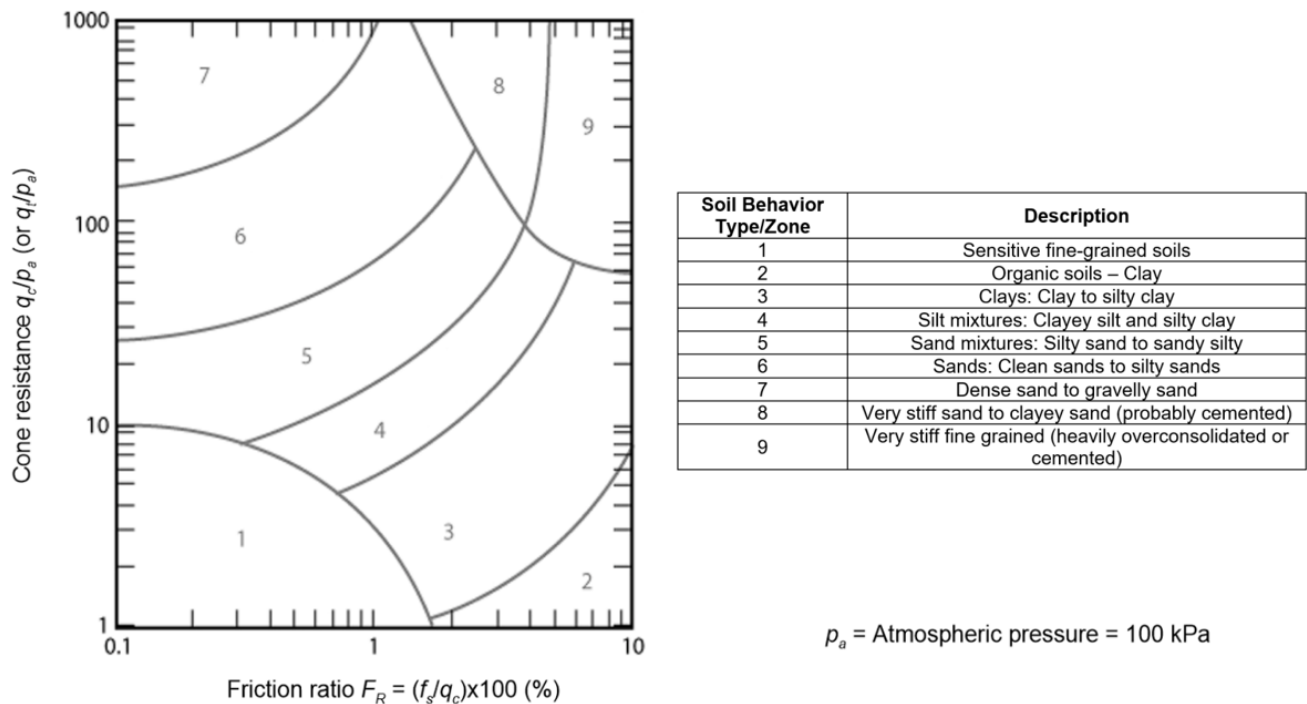 1000
100
10
1
0.1
1
10
7
8
9
6
5
4
1
3
2
Cone resistance q_c/p_a (or q_t/p_a)
Friction ratio F_R = (f_s/q_c)x100 (%)
Soil Behavior Type/Zone Description
1 Sensitive fine-grained soils
2 Organic soils – Clay
3 Clays: Clay to silty clay
4 Silt mixtures: Clayey silt and silty clay
5 Sand mixtures: Silty sand to sandy silty
6 Sands: Clean sands to silty sands
7 Dense sand to gravelly sand
8 Very stiff sand to clayey sand (probably cemented)
9 Very stiff fine grained (heavily overconsolidated or
cemented)
p_a = Atmospheric pressure = 100 kPa